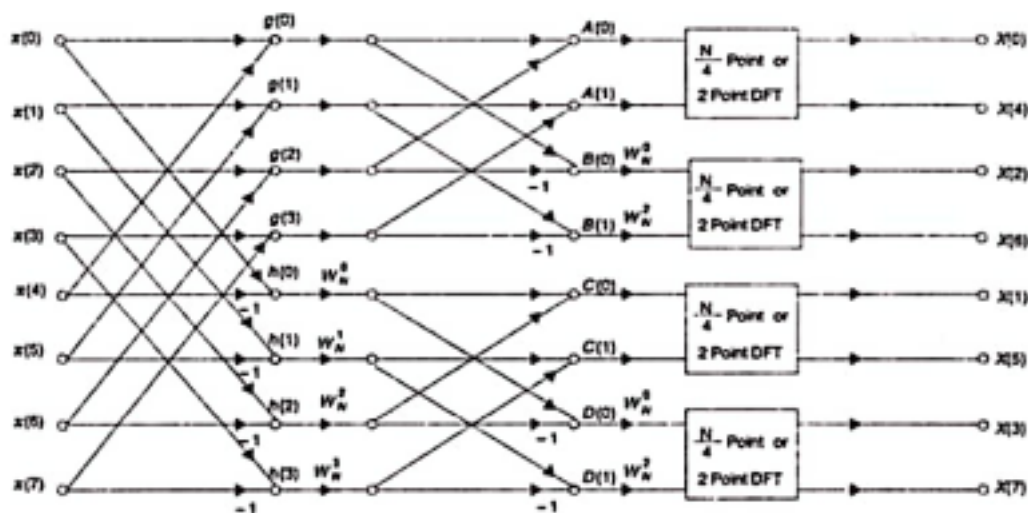 x(0) g(0) A(0) X(0)
N/4 Point or
2 Point DFT
x(1) g(1) A(1) X(4)
x(2) g(2) B(0) W_N^0 X(2)
-1
N/4 Point or
2 Point DFT
x(3) g(3) B(1) W_N^2 X(6)
-1
x(4) h(0) W_N^0 C(0) X(1)
-1
N/4 Point or
2 Point DFT
x(5) h(1) W_N^1 C(1) X(5)
-1
x(6) h(2) W_N^2 D(0) W_N^0 X(3)
-1 -1
N/4 Point or
2 Point DFT
x(7) h(3) W_N^3 D(1) W_N^2 X(7)
-1 -1